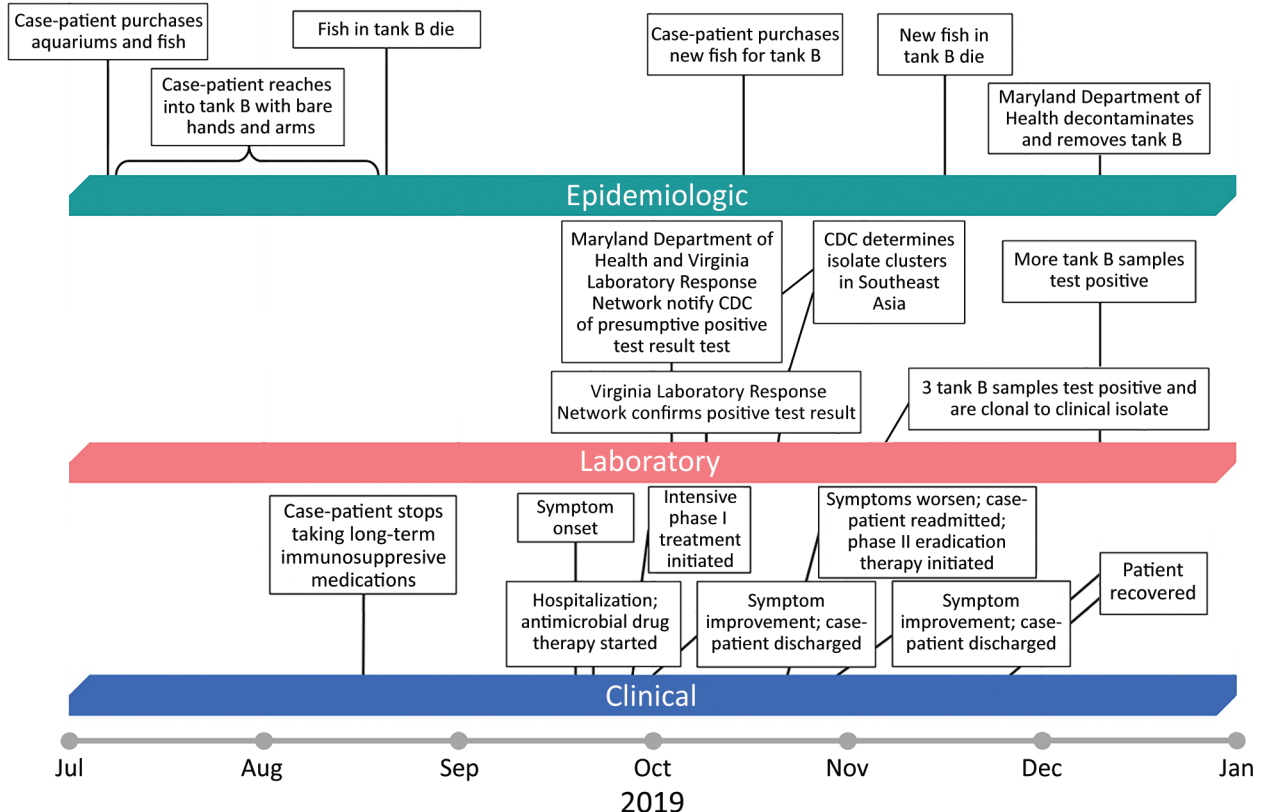 Case-patient purchases
aquariums and fish
Case-patient reaches
into tank B with bare
hands and arms
Fish in tank B die
Case-patient purchases
new fish for tank B
New fish in
tank B die
Maryland Department of
Health decontaminates
and removes tank B
Epidemiologic
Maryland Department of
Health and Virginia
Laboratory Response
Network notify CDC
of presumptive positive
test result test
CDC determines
isolate clusters
in Southeast
Asia
More tank B samples
test positive
Virginia Laboratory Response
Network confirms positive test result
3 tank B samples test positive and
are clonal to clinical isolate
Laboratory
Case-patient stops
taking long-term
immunosuppresive
medications
Symptom
onset
Intensive
phase I
treatment
initiated
Symptoms worsen; case-
patient readmitted;
phase II eradication
therapy initiated
Hospitalization;
antimicrobial drug
therapy started
Symptom
improvement; case-
patient discharged
Symptom
improvement; case-
patient discharged
Patient
recovered
Clinical
Jul Aug Sep Oct Nov Dec Jan
2019